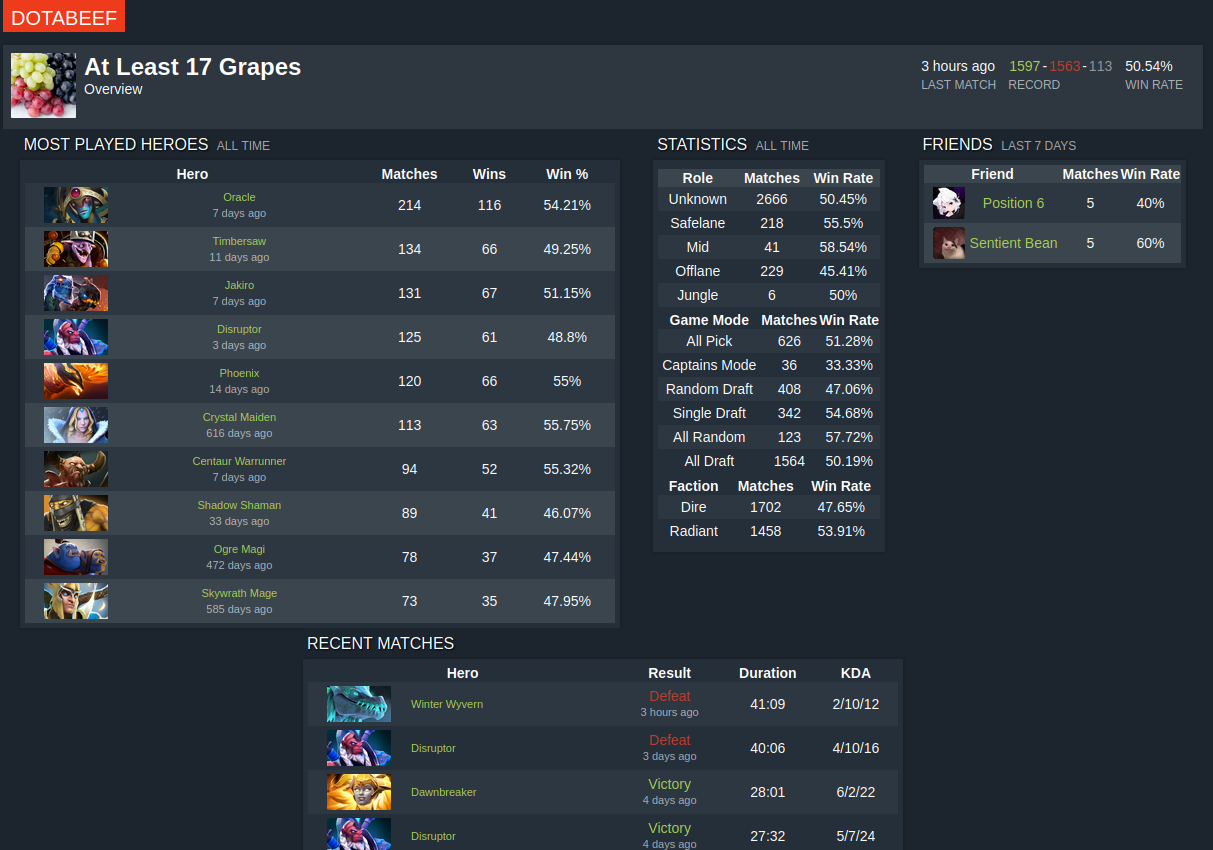 DOTABEEF
At Least 17 Grapes
Overview
3 hours ago 1597-1563-113 50.54%
LAST MATCH RECORD WIN RATE
MOST PLAYED HEROES ALL TIME
Hero Matches Wins Win %
Oracle
7 days ago
214 116 54.21%
Timbersaw
11 days ago
134 66 49.25%
Jakiro
7 days ago
131 67 51.15%
Disruptor
3 days ago
125 61 48.8%
Phoenix
14 days ago
120 66 55%
Crystal Maiden
616 days ago
113 63 55.75%
Centaur Warrunner
7 days ago
94 52 55.32%
Shadow Shaman
33 days ago
89 41 46.07%
Ogre Magi
472 days ago
78 37 47.44%
Skywrath Mage
585 days ago
73 35 47.95%
STATISTICS ALL TIME
Role Matches Win Rate
Unknown 2666 50.45%
Safelane 218 55.5%
Mid 41 58.54%
Offlane 229 45.41%
Jungle 6 50%
Game Mode Matches Win Rate
All Pick 626 51.28%
Captains Mode 36 33.33%
Random Draft 408 47.06%
Single Draft 342 54.68%
All Random 123 57.72%
All Draft 1564 50.19%
Faction Matches Win Rate
Dire 1702 47.65%
Radiant 1458 53.91%
FRIENDS LAST 7 DAYS
Friend Matches Win Rate
Position 6 5 40%
Sentient Bean 5 60%
RECENT MATCHES
Hero Result Duration KDA
Winter Wyvern Defeat 41:09 2/10/12
3 hours ago
Disruptor Defeat 40:06 4/10/16
3 days ago
Dawnbreaker Victory 28:01 6/2/22
4 days ago
Disruptor Victory 27:32 5/7/24
4 days ago